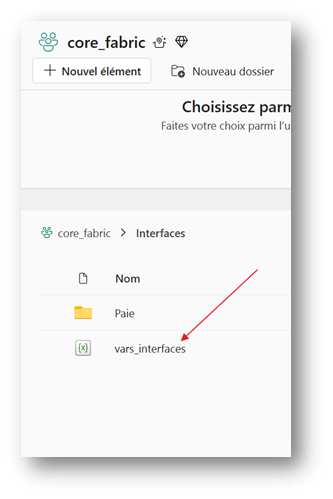 core_fabric
Nouvel élément Nouveau dossier
Choisissez parm
Faites votre choix parmi l'u
core_fabric > Interfaces
Nom
Paie
{x} vars_interfaces